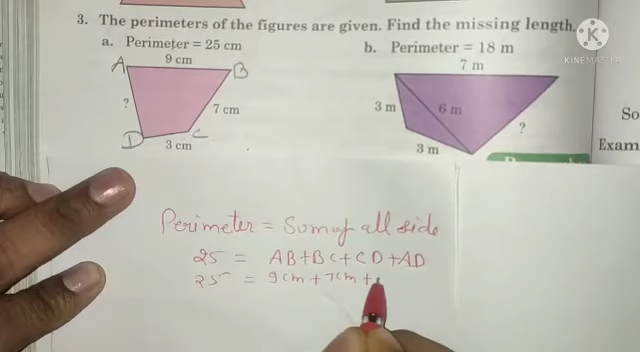 3. The perimeters of the figures are given. Find the missing length.
a. Perimeter = 25 cm
9 cm
A
B
?
7 cm
D
C
3 cm
b. Perimeter = 18 m
7 m
3 m
6 m
?
3 m
KINEMASTER
So
Exam
Perimeter = Sum of all side
25 = AB+BC+CD+AD
25 = 9cm + 7cm +